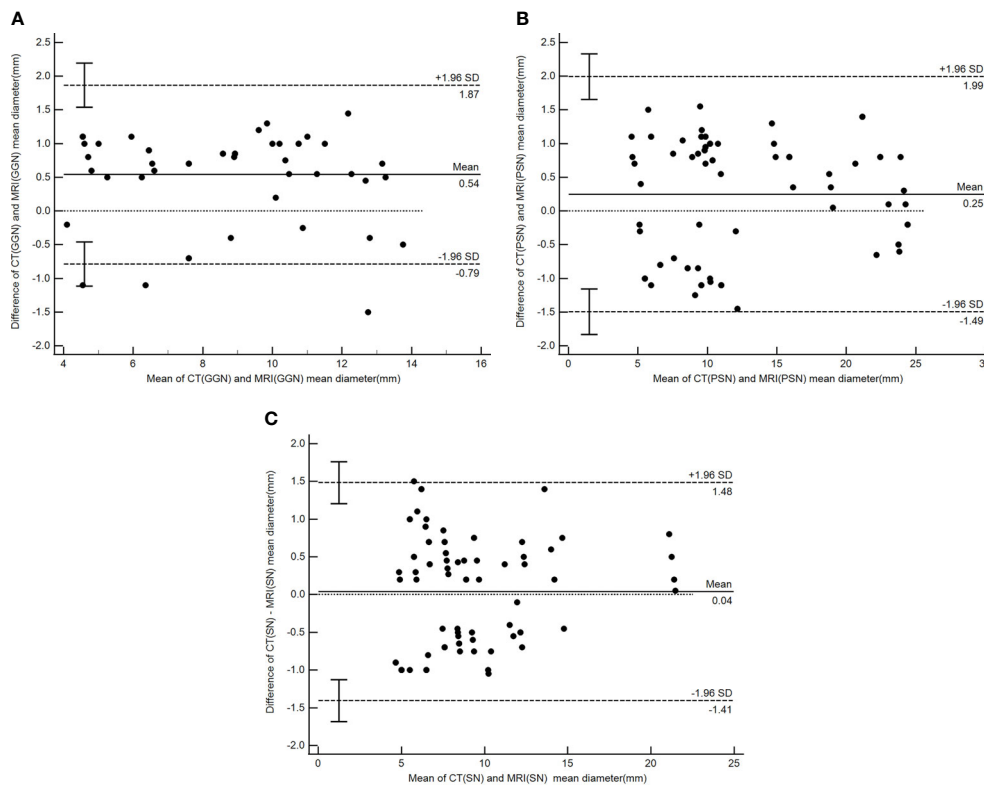 A
Difference of CT(GGN) and MRI(GGN) mean diameter(mm)
2.5
2.0
1.5
1.0
0.5
0.0
-0.5
-1.0
-1.5
-2.0
+1.96 SD
1.87
Mean
0.54
-1.96 SD
-0.79
4 6 8 10 12 14 16
Mean of CT(GGN) and MRI(GGN) mean diameter(mm)
B
Difference of CT(PSN) and MRI(PSN) mean diameter(mm)
2.5
2.0
1.5
1.0
0.5
0.0
-0.5
-1.0
-1.5
-2.0
+1.96 SD
1.99
Mean
0.25
-1.96 SD
-1.49
0 5 10 15 20 25
Mean of CT(PSN) and MRI(PSN) mean diameter(mm)
C
Difference of CT(SN) - MRI(SN) mean diameter(mm)
2.0
1.5
1.0
0.5
0.0
-0.5
-1.0
-1.5
-2.0
+1.96 SD
1.48
Mean
0.04
-1.96 SD
-1.41
0 5 10 15 20 25
Mean of CT(SN) and MRI(SN) mean diameter(mm)